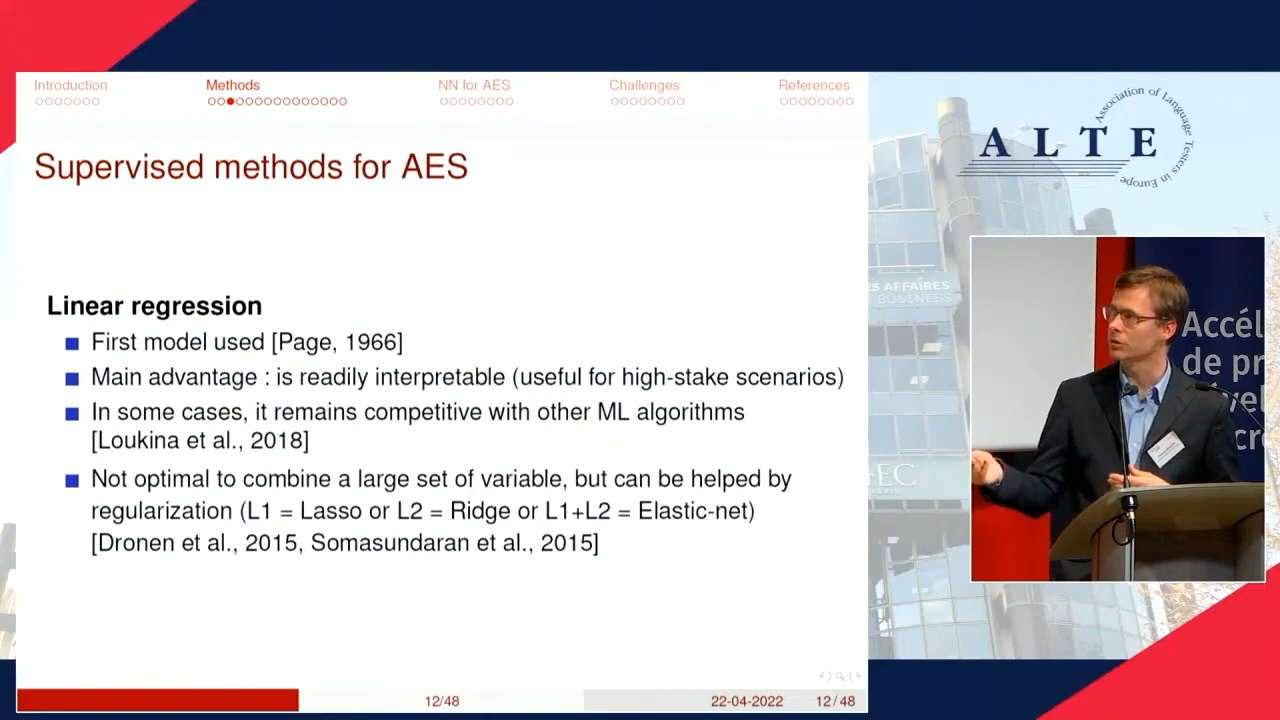 Introduction
Methods
NN for AES
Challenges
References
Supervised methods for AES
Linear regression
First model used [Page, 1966]
Main advantage : is readily interpretable (useful for high-stake scenarios)
In some cases, it remains competitive with other ML algorithms
[Loukina et al., 2018]
Not optimal to combine a large set of variable, but can be helped by
regularization (L1 = Lasso or L2 = Ridge or L1+L2 = Elastic-net)
[Dronen et al., 2015, Somasundaran et al., 2015]
12/48
22-04-2022
12 / 48
ALTE
Association of Language Testers in Europe
ES AFFAIRES
BUSINESS
EC
Accél
de pr